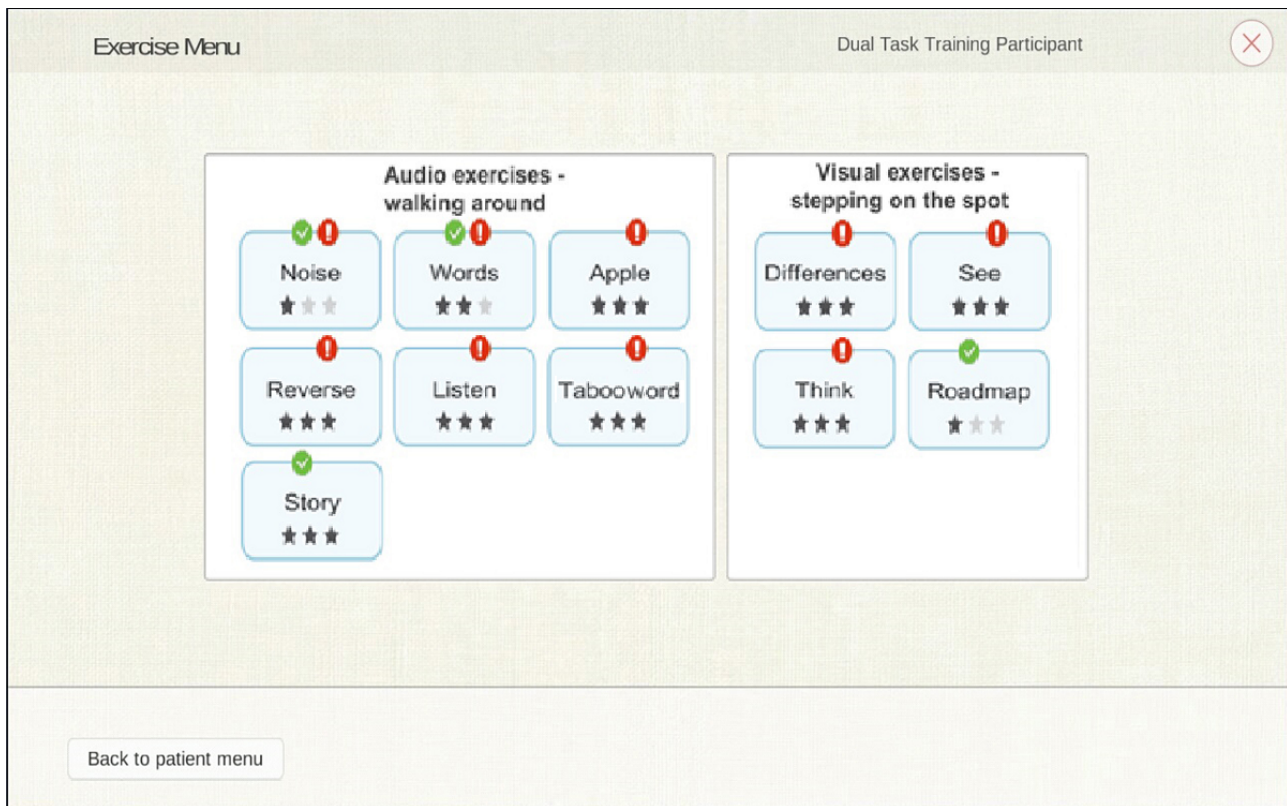 Exercise Menu
Dual Task Training Participant
Audio exercises -
walking around
Noise
Words
Apple
Reverse
Listen
Tabooword
Story
Visual exercises -
stepping on the spot
Differences
See
Think
Roadmap
Back to patient menu